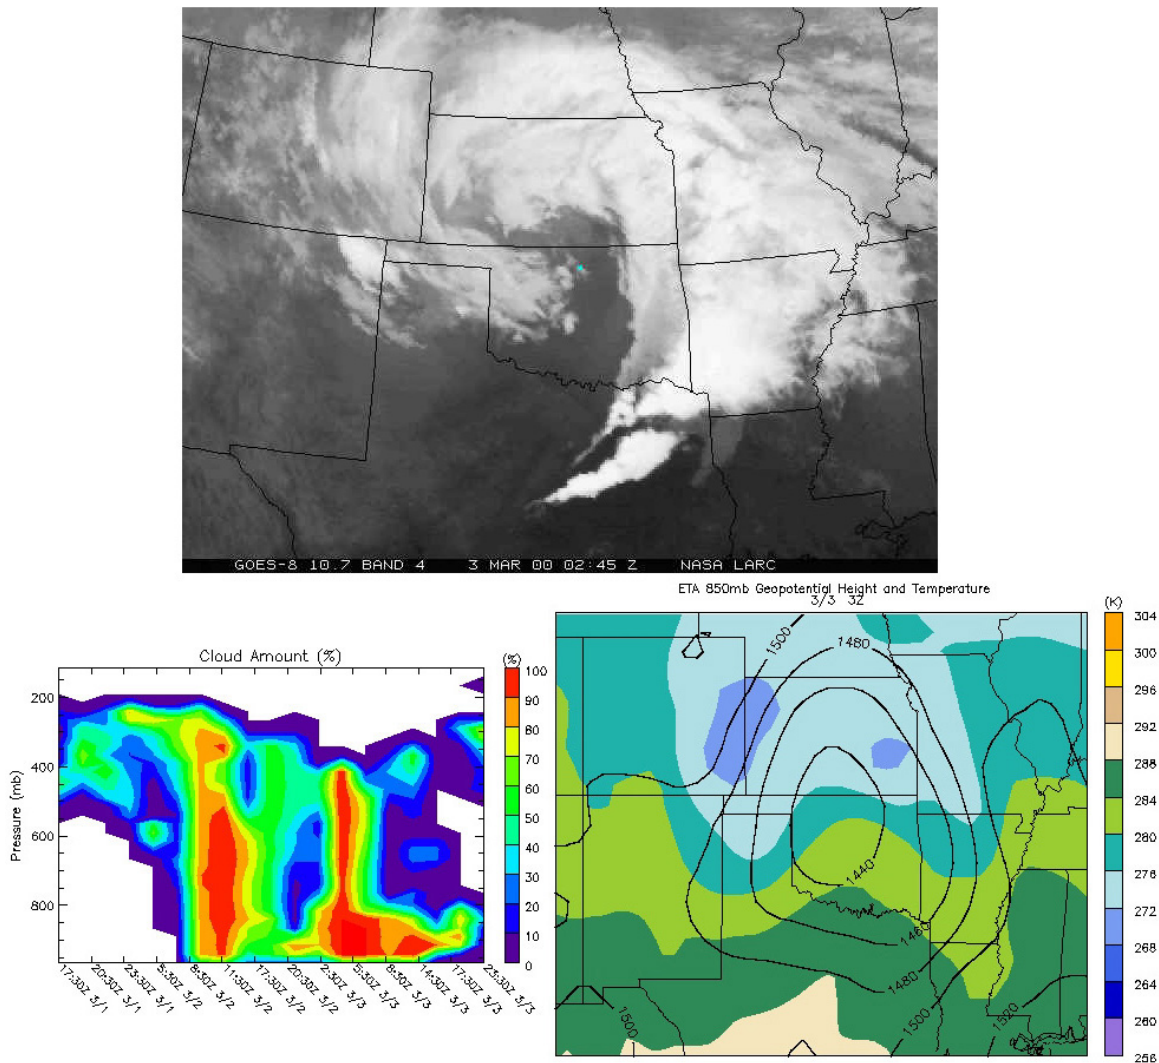 GOES-8 10.7 BAND 4 3 MAR 00 02:45 Z NASA LARC
ETA 850mb Geopotential Height and Temperature
3/3 3Z
(K)
1500
1480
1440
1460
1480
1500
1500
1520
304
300
296
292
288
284
280
276
272
268
264
260
256
Cloud Amount (%)
(%)
Pressure (mb)
200
400
600
800
100
90
80
70
60
50
40
30
20
10
0
17:30Z 3/1
20:30Z 3/1
23:30Z 3/1
5:30Z 3/2
8:30Z 3/2
11:30Z 3/2
17:30Z 3/2
20:30Z 3/2
2:30Z 3/3
5:30Z 3/3
8:30Z 3/3
14:30Z 3/3
17:30Z 3/3
23:30Z 3/3